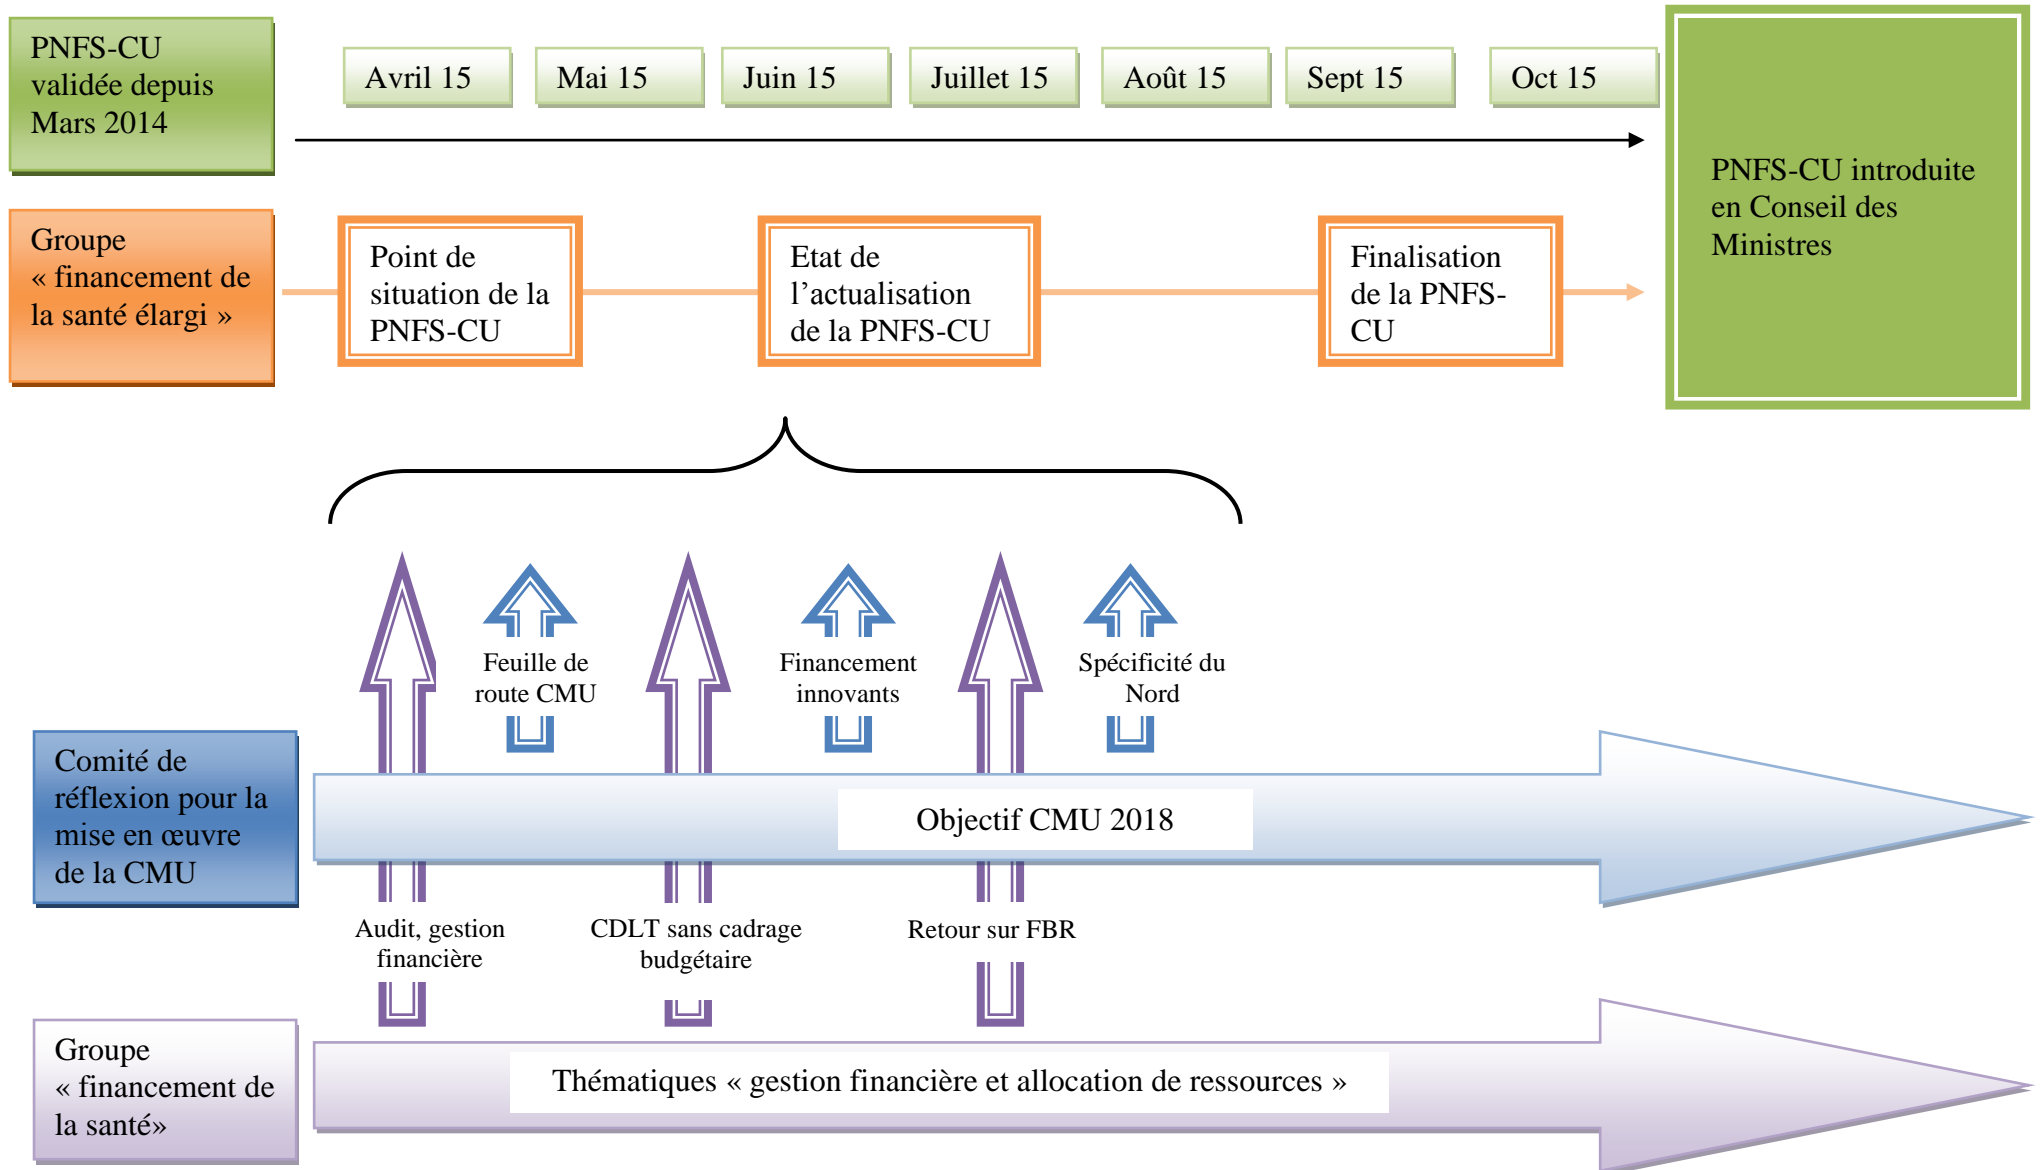 PNFS-CU
validée depuis
Mars 2014
Avril 15
Mai 15
Juin 15
Juillet 15
Août 15
Sept 15
Oct 15
PNFS-CU introduite
en Conseil des
Ministres
Groupe
« financement de
la santé élargi »
Point de
situation de la
PNFS-CU
Etat de
l’actualisation
de la PNFS-CU
Finalisation
de la PNFS-
CU
Feuille de
route CMU
Financement
innovants
Spécificité du
Nord
Comité de
réflexion pour la
mise en œuvre
de la CMU
Objectif CMU 2018
Audit, gestion
financière
CDLT sans cadrage
budgétaire
Retour sur FBR
Groupe
« financement de
la santé»
Thématiques « gestion financière et allocation de ressources »